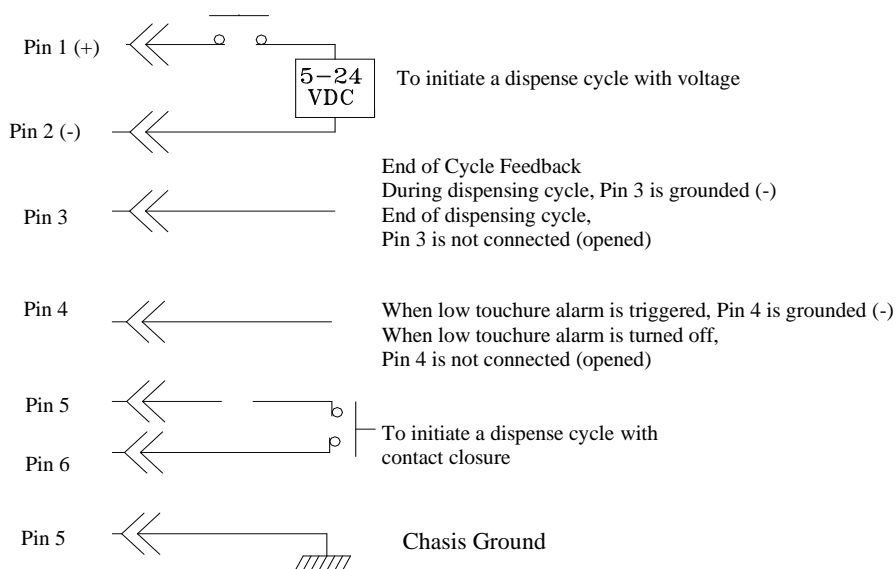 Pin 1 (+)
5-24
VDC
To initiate a dispense cycle with voltage
Pin 2 (-)
End of Cycle Feedback
During dispensing cycle, Pin 3 is grounded (-)
Pin 3
End of dispensing cycle,
Pin 3 is not connected (opened)
Pin 4
When low touchure alarm is triggered, Pin 4 is grounded (-)
When low touchure alarm is turned off,
Pin 4 is not connected (opened)
Pin 5
To initiate a dispense cycle with
contact closure
Pin 6
Pin 5
Chasis Ground